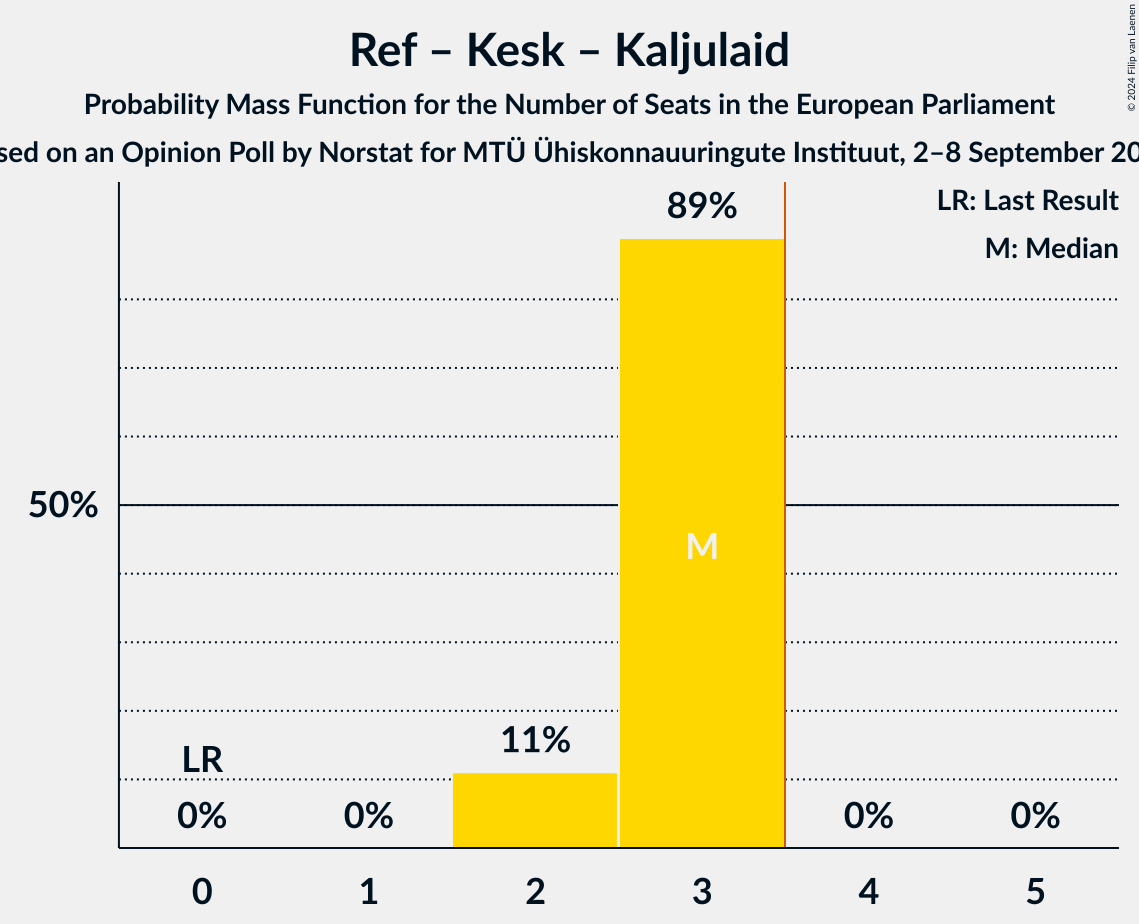 Ref – Kesk – Kaljulaid
Probability Mass Function for the Number of Seats in the European Parliament
sed on an Opinion Poll by Norstat for MTÜ Ühiskonnauuringute Instituut, 2–8 September 20
© 2024 Filip van Laenen
LR: Last Result
M: Median
89%
50%
M
11%
LR
0%
0%
0%
0%
0 1 2 3 4 5